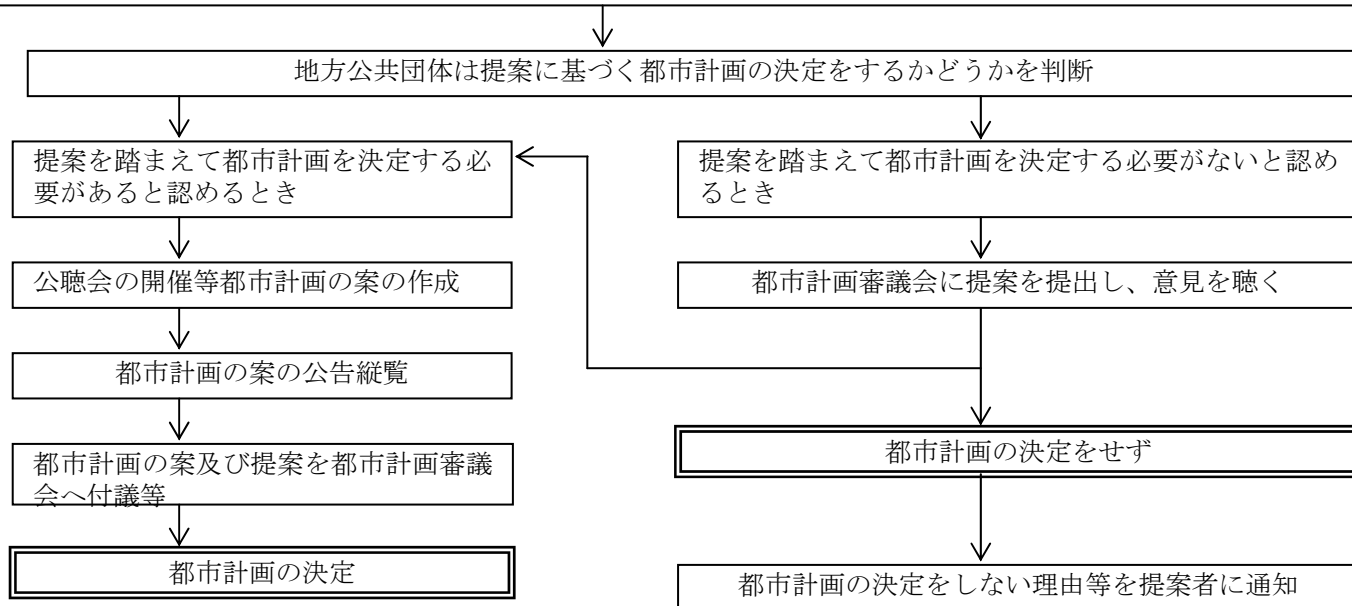 地方公共団体は提案に基づく都市計画の決定をするかどうかを判断
提案を踏まえて都市計画を決定する必
要があると認めるとき
提案を踏まえて都市計画を決定する必要がないと認め
るとき
公聴会の開催等都市計画の案の作成
都市計画審議会に提案を提出し、意見を聴く
都市計画の案の公告縦覧
都市計画の案及び提案を都市計画審議
会へ付議等
都市計画の決定をせず
都市計画の決定
都市計画の決定をしない理由等を提案者に通知